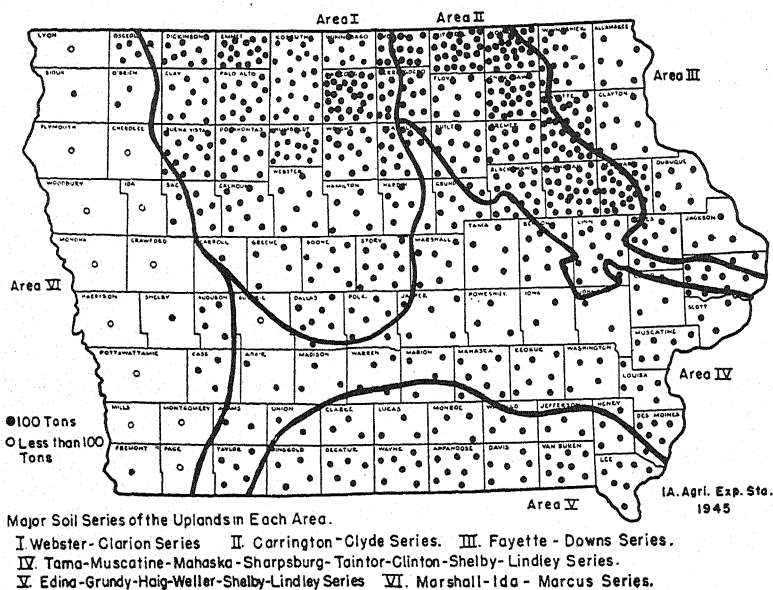 Area I
Area II
LYON OSCEOLA DICKINSON EMMET KOSSUTH WINNEBAGO ALLAMAKEE
Area III
SIOUX O'BRIEN CLAY PALO ALTO CLAYTON
PLYMOUTH CHEROKEE BUENA VISTA POCAHONTAS HUMBOLDT WRIGHT BUTLER BREMER
WOODBURY IDA SAC CALHOUN WEBSTER HAMILTON HARDIN GRUNDY BLACK HAWK DUBUQUE
MONONA CRAWFORD CARROLL GREENE BOONE STORY MARSHALL TAMA LINN JACKSON
Area VI
HARRISON SHELBY AUDUBON DALLAS POLK JASPER POWESHIEK IOWA SCOTT
MUSCATINE
POTTAWATTAMIE CASS ADAIR MADISON WARREN MARION MAHASKA KEOKUK WASHINGTON
LOUISA
Area IV
MILLS MONTGOMERY ADAMS UNION CLARKE LUCAS MONROE JEFFERSON HENRY
DES MOINES
100 Tons
Less than 100
Tons
FREMONT PAGE TAYLOR RINGGOLD DECATUR WAYNE APPANOOSE DAVIS VAN BUREN
LEE
Area V
IA. Agri. Exp. Sta.
1945
Major Soil Series of the Uplands in Each Area.
I. Webster-Clarion Series II. Carrington-Clyde Series. III. Fayette-Downs Series.
IV. Tama-Muscatine-Mahaska-Sharpsburg-Taintor-Clinton-Shelby-Lindley Series.
V. Edina-Grundy-Haig-Weller-Shelby-Lindley Series VI. Marshall-Ida-Marcus Series.